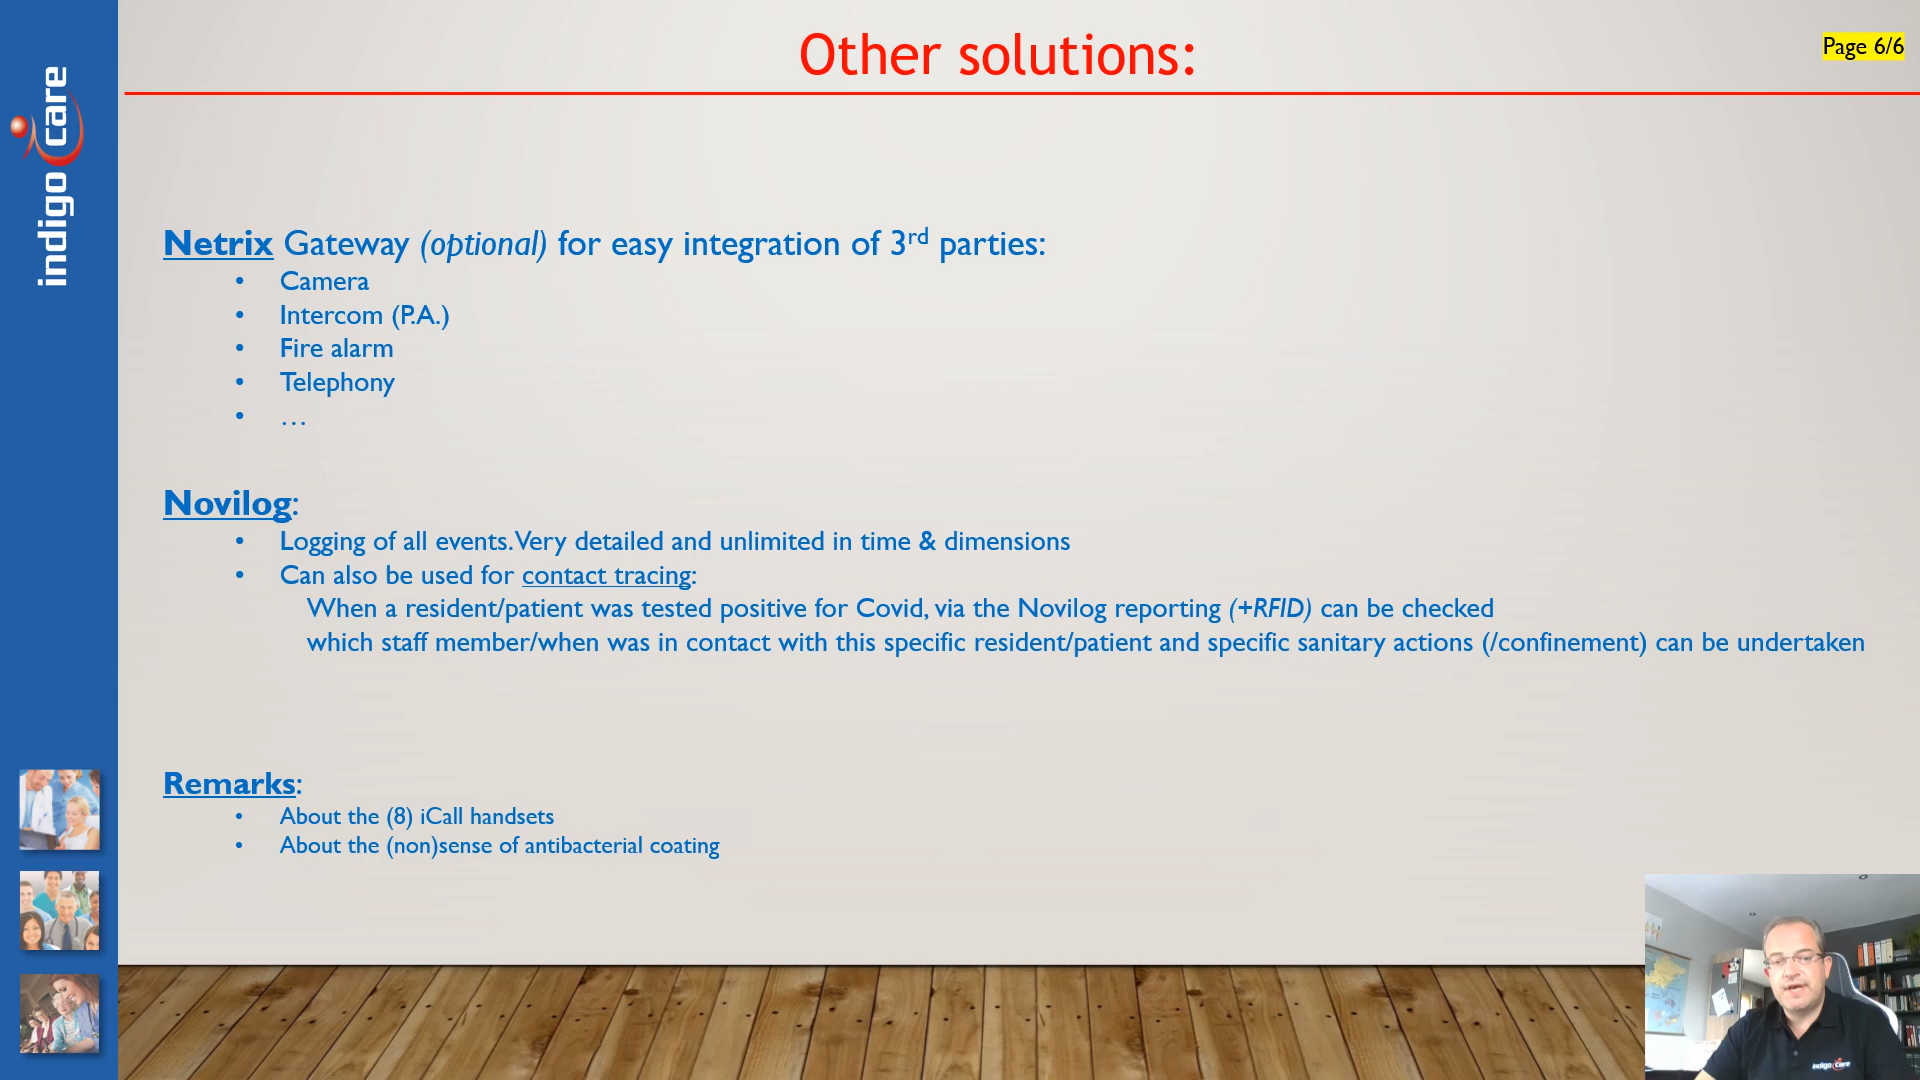 indigo care
Other solutions:
Page 6/6
Netrix Gateway (optional) for easy integration of 3rd parties:
• Camera
• Intercom (P.A.)
• Fire alarm
• Telephony
• …
Novilog:
• Logging of all events. Very detailed and unlimited in time & dimensions
• Can also be used for contact tracing:
When a resident/patient was tested positive for Covid, via the Novilog reporting (+RFID) can be checked
which staff member/when was in contact with this specific resident/patient and specific sanitary actions (/confinement) can be undertaken
Remarks:
• About the (8) iCall handsets
• About the (non)sense of antibacterial coating
indigo care